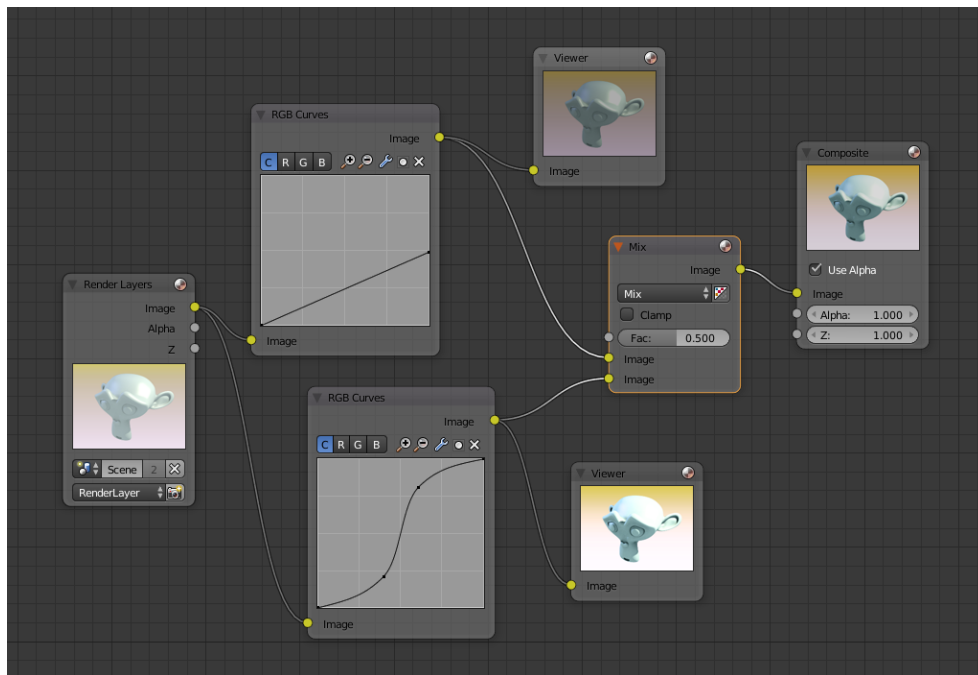 Render Layers
Image
Alpha
Z
Scene 2
RenderLayer
RGB Curves
Image
C R G B
Image
RGB Curves
Image
C R G B
Image
Viewer
Image
Mix
Image
Mix
Clamp
Fac: 0.500
Image
Image
Viewer
Image
Composite
Use Alpha
Image
Alpha: 1.000
Z: 1.000